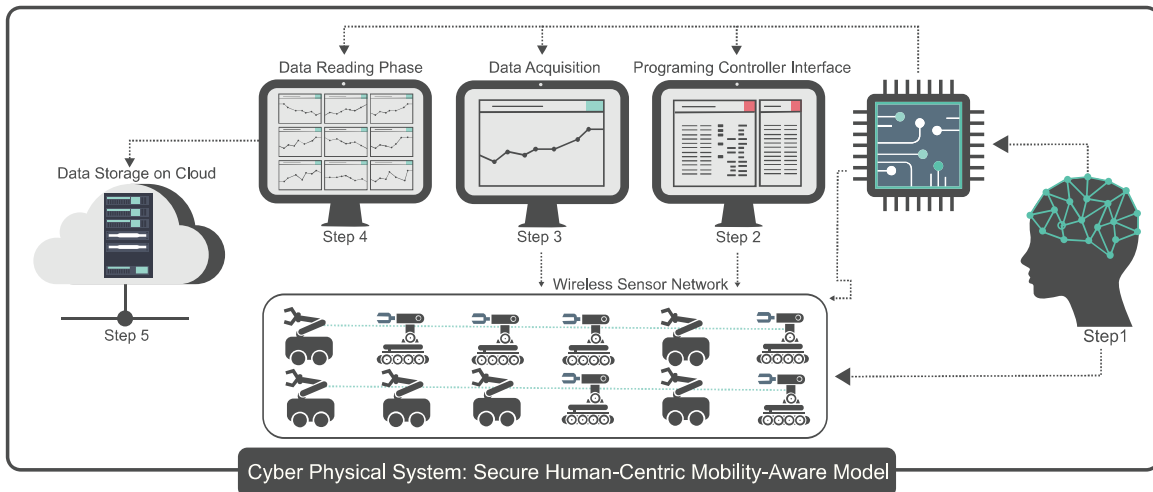 Data Reading Phase
Data Acquisition
Programing Controller Interface
Data Storage on Cloud
Step 4
Step 3
Step 2
Wireless Sensor Network
Step 5
Step1
Cyber Physical System: Secure Human-Centric Mobility-Aware Model